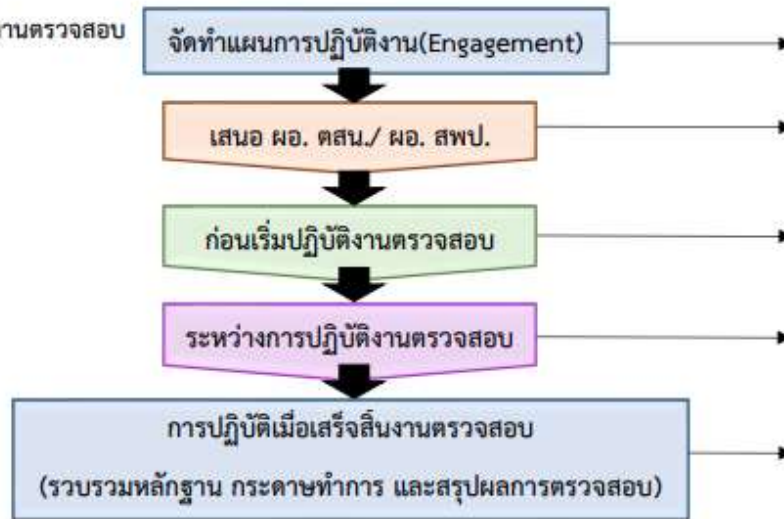 านตรวจสอบ
จัดทำแผนการปฏิบัติงาน(Engagement)
เสนอ ผอ. ตสน./ ผอ. สพป.
ก่อนเริ่มปฏิบัติงานตรวจสอบ
ระหว่างการปฏิบัติงานตรวจสอบ
การปฏิบัติเมื่อเสร็จสิ้นงานตรวจสอบ
(รวบรวมหลักฐาน กระดาษทำการ และสรุปผลการตรวจสอบ)